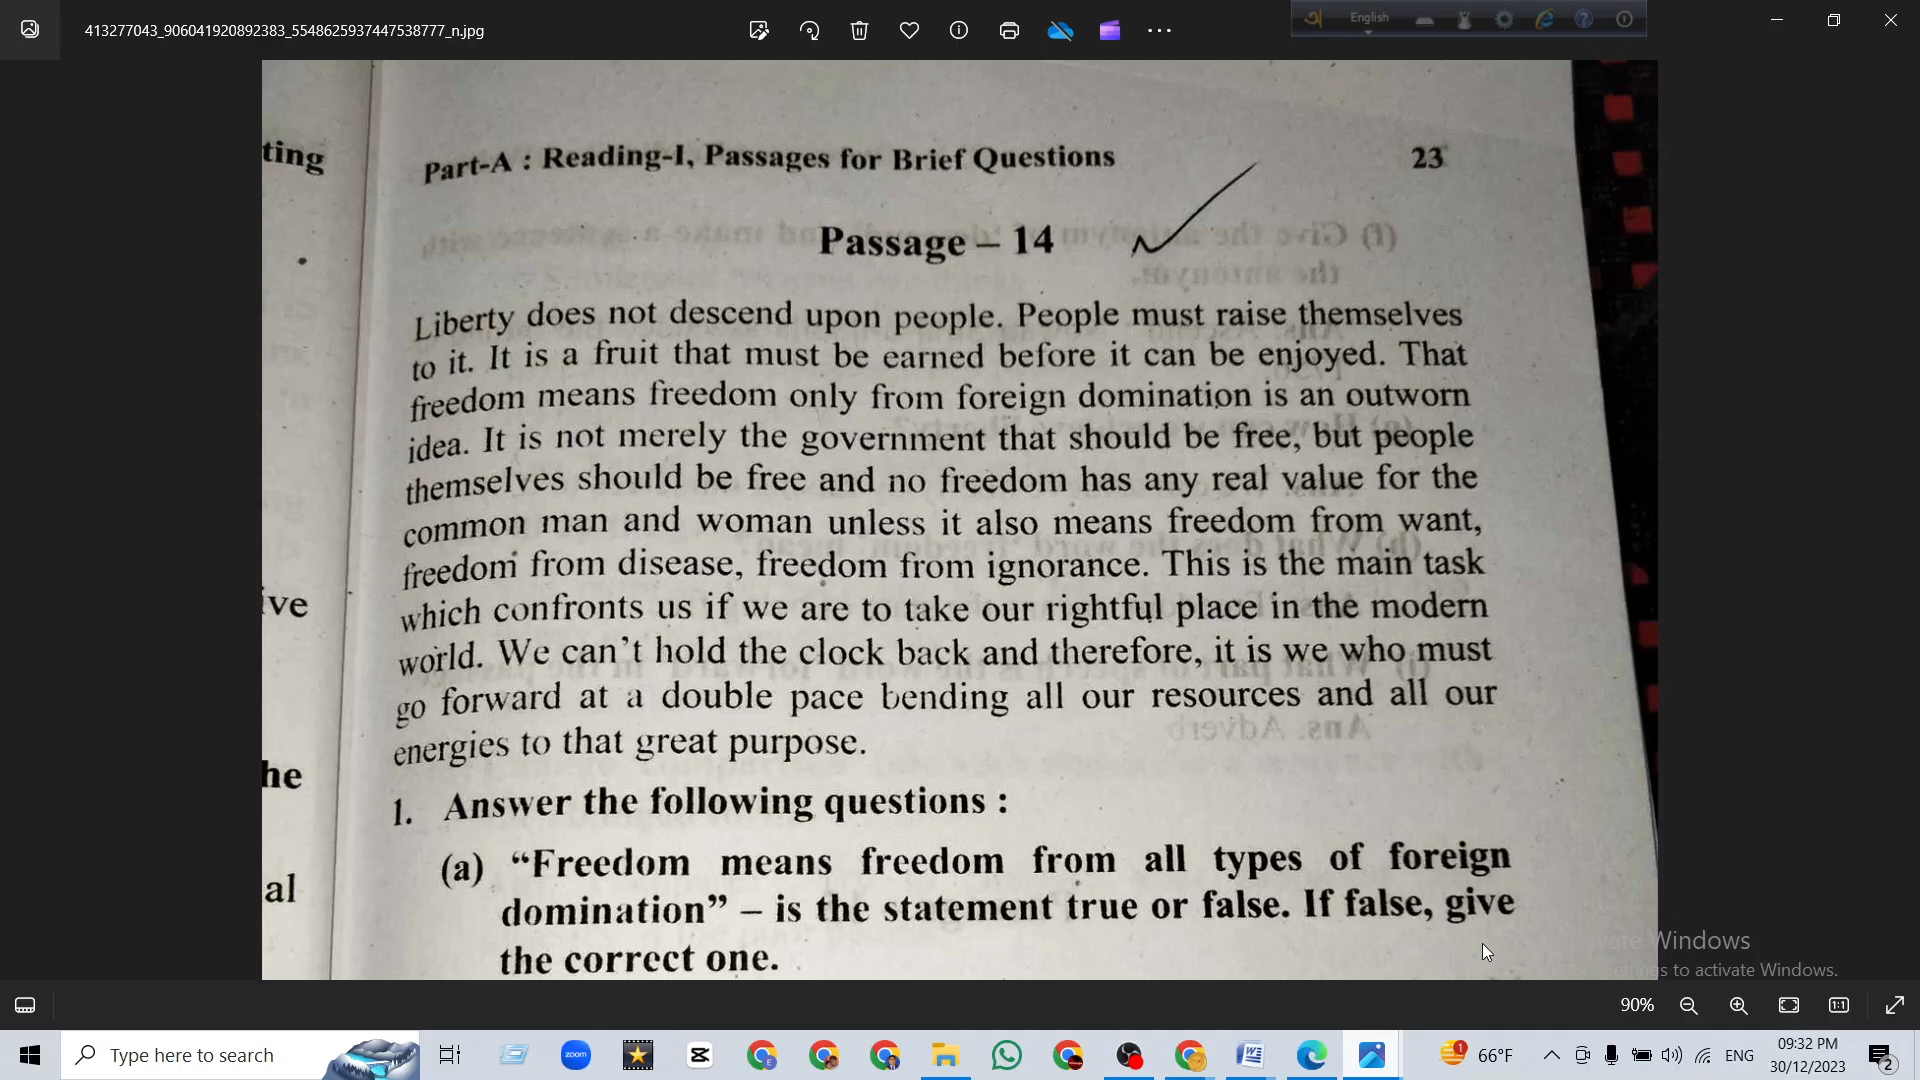 413277043_906041920892383_5548625937447538777_n.jpg
English
ting
Part-A : Reading-I, Passages for Brief Questions 23
Passage – 14
Liberty does not descend upon people. People must raise themselves
to it. It is a fruit that must be earned before it can be enjoyed. That
freedom means freedom only from foreign domination is an outworn
idea. It is not merely the government that should be free, but people
themselves should be free and no freedom has any real value for the
common man and woman unless it also means freedom from want,
freedom from disease, freedom from ignorance. This is the main task
ive
which confronts us if we are to take our rightful place in the modern
world. We can't hold the clock back and therefore, it is we who must
go forward at a double pace bending all our resources and all our
energies to that great purpose.
he
1. Answer the following questions :
(a) “Freedom means freedom from all types of foreign
al
domination” – is the statement true or false. If false, give
the correct one.
Windows
to activate Windows.
90%
Type here to search
zoom
1
66°F
ENG
09:32 PM
30/12/2023
2